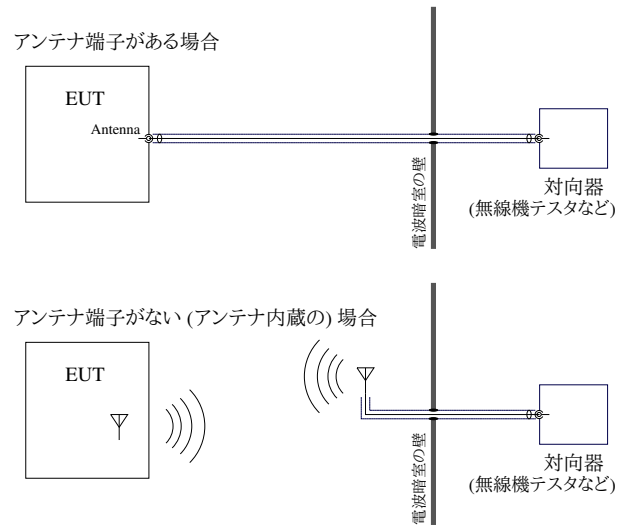 アンテナ端子がある場合
EUT
Antenna
電波暗室の壁
対向器
(無線機テスタなど)
アンテナ端子がない (アンテナ内蔵の) 場合
EUT
電波暗室の壁
対向器
(無線機テスタなど)